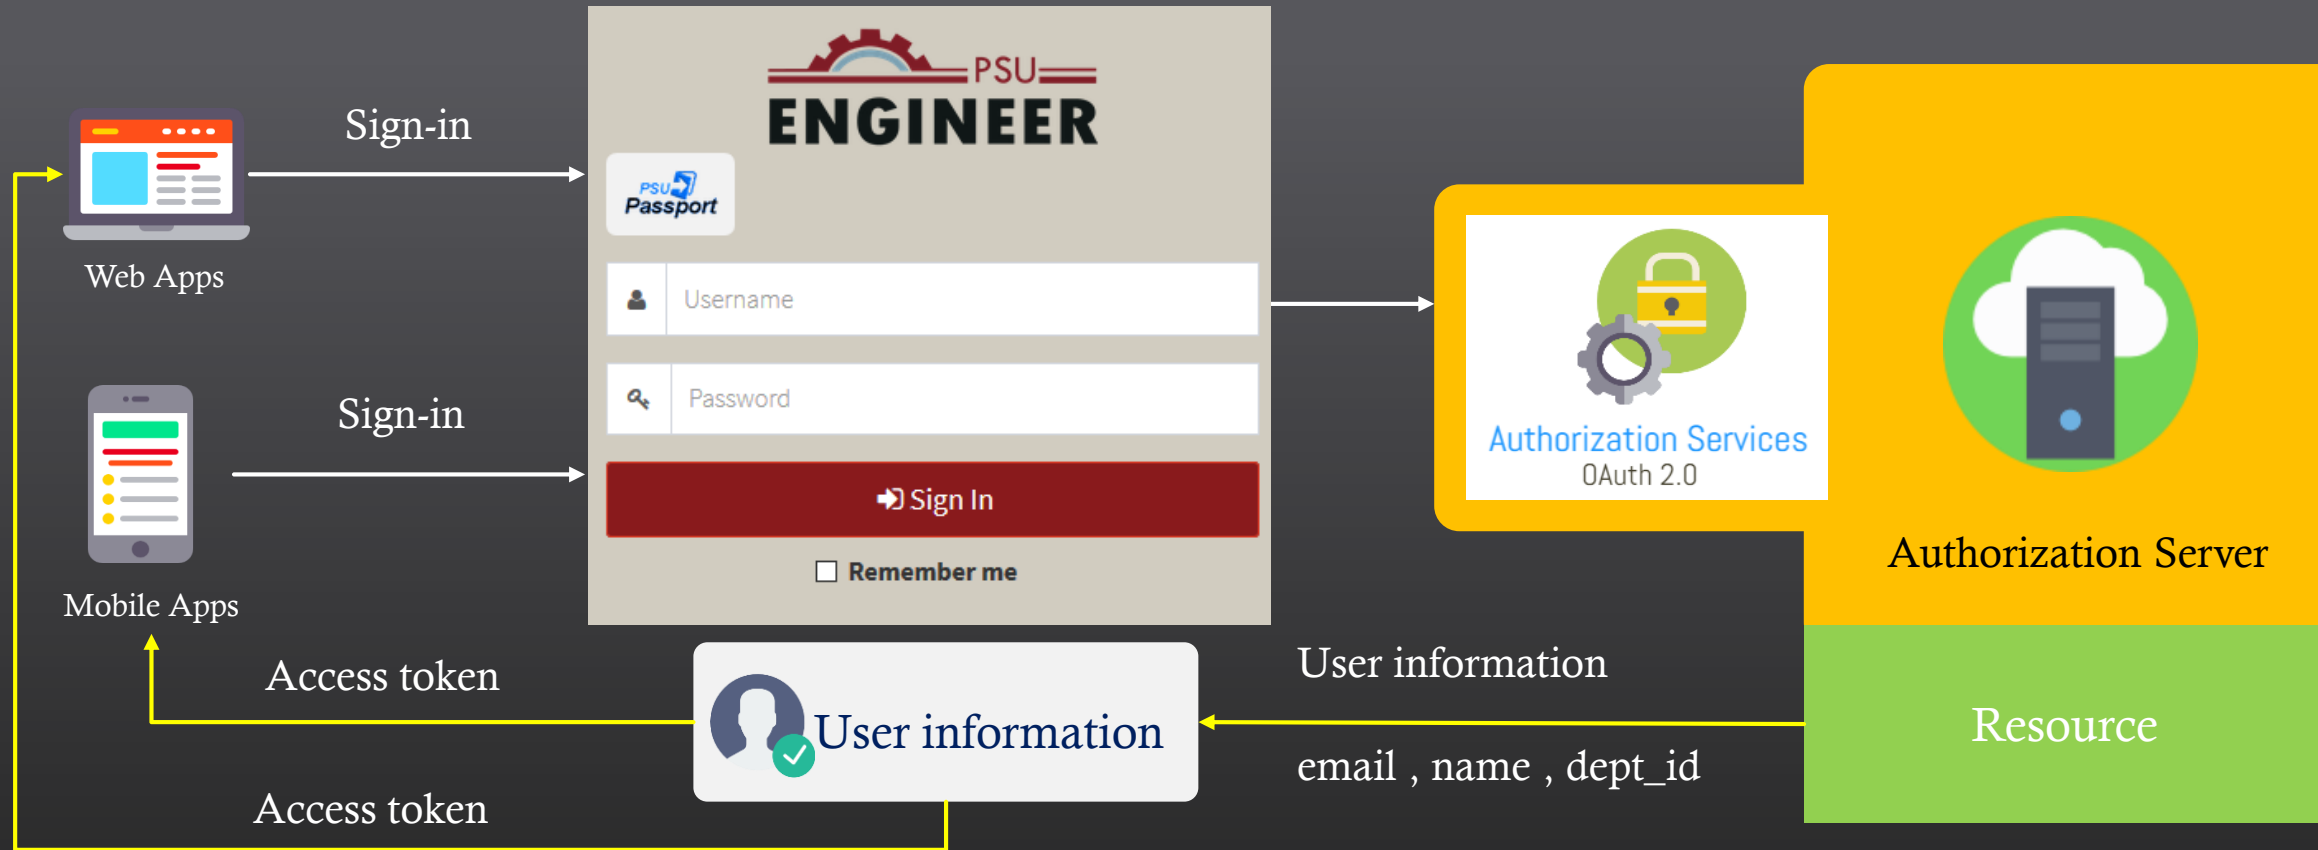 PSU
ENGINEER
Sign-in
PSU
Passport
Web Apps
Username
Sign-in
Password
Authorization Services
OAuth 2.0
Sign In
Authorization Server
Remember me
Mobile Apps
Access token
User information
User information
Resource
email , name , dept_id
Access token